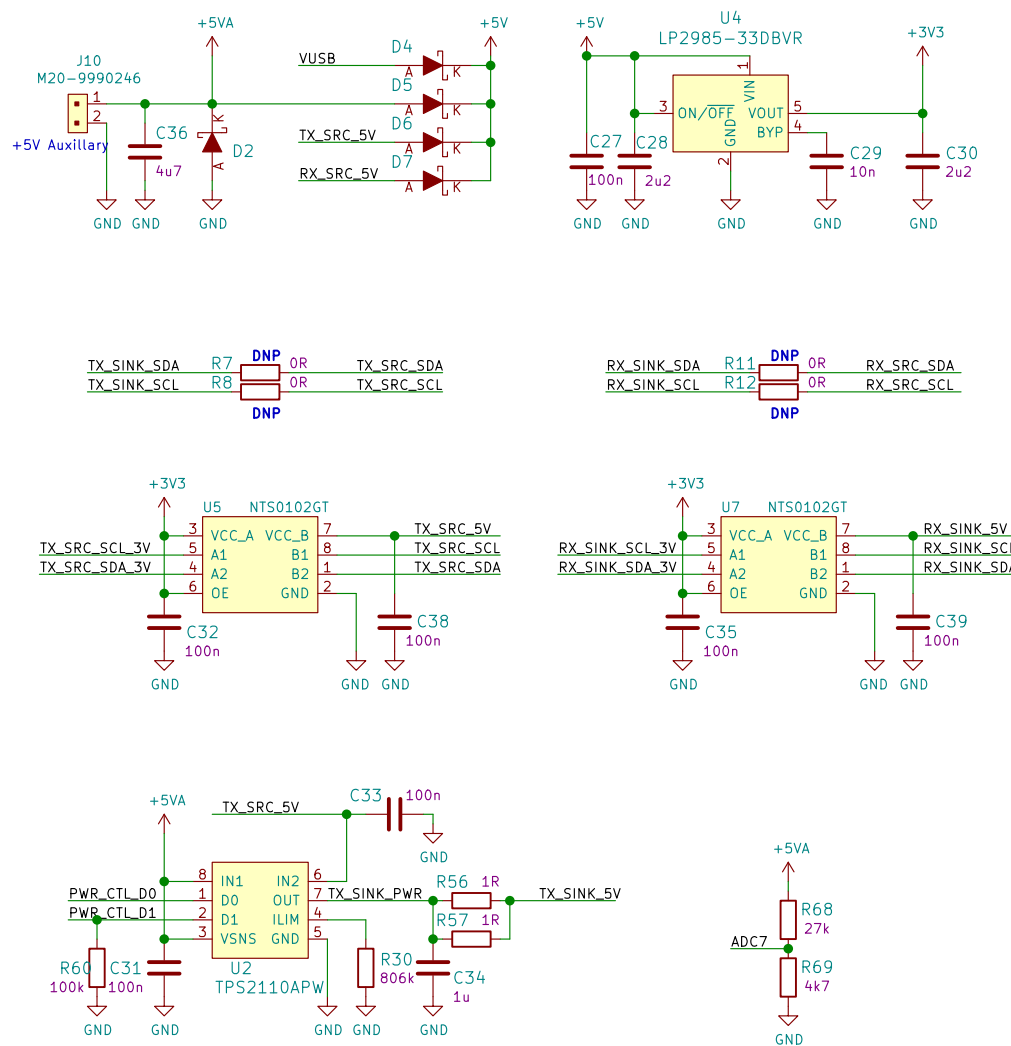 +5VA
J10
M20-9990246
1
2
+5V Auxillary
C36
4u7
K
A
D2
GND
GND
GND
VUSB
D4
A
K
+5V
D5
A
K
TX_SRC_5V
D6
A
K
RX_SRC_5V
D7
A
K
U4
LP2985-33DBVR
+5V
+3V3
1
VIN
3
ON/OFF
VOUT
5
BYP
4
GND
2
C27
100n
C28
2u2
C29
10n
C30
2u2
GND
GND
GND
GND
GND
DNP
TX_SINK_SDA
R7
0R
TX_SRC_SDA
TX_SINK_SCL
R8
0R
TX_SRC_SCL
DNP
DNP
RX_SINK_SDA
R11
0R
RX_SRC_SDA
RX_SINK_SCL
R12
0R
RX_SRC_SCL
DNP
+3V3
U5
NTS0102GT
3
VCC_A
VCC_B
7
TX_SRC_5V
TX_SRC_SCL_3V
5
A1
B1
8
TX_SRC_SCL
TX_SRC_SDA_3V
4
A2
B2
1
TX_SRC_SDA
6
OE
GND
2
C32
100n
C38
100n
GND
GND
GND
+3V3
U7
NTS0102GT
3
VCC_A
VCC_B
7
RX_SINK_5V
RX_SINK_SCL_3V
5
A1
B1
8
RX_SINK_SCL
RX_SINK_SDA_3V
4
A2
B2
1
RX_SINK_SDA
6
OE
GND
2
C35
100n
C39
100n
GND
GND
GND
+5VA
TX_SRC_5V
C33
100n
GND
8
IN1
IN2
6
PWR_CTL_D0
1
D0
OUT
7
TX_SINK_PWR
R56
1R
TX_SINK_5V
PWR_CTL_D1
2
D1
ILIM
4
R57
1R
3
VSNS
GND
5
R60
100k
C31
100n
U2
TPS2110APW
R30
806k
C34
1u
GND
GND
GND
GND
GND
+5VA
R68
27k
ADC7
R69
4k7
GND